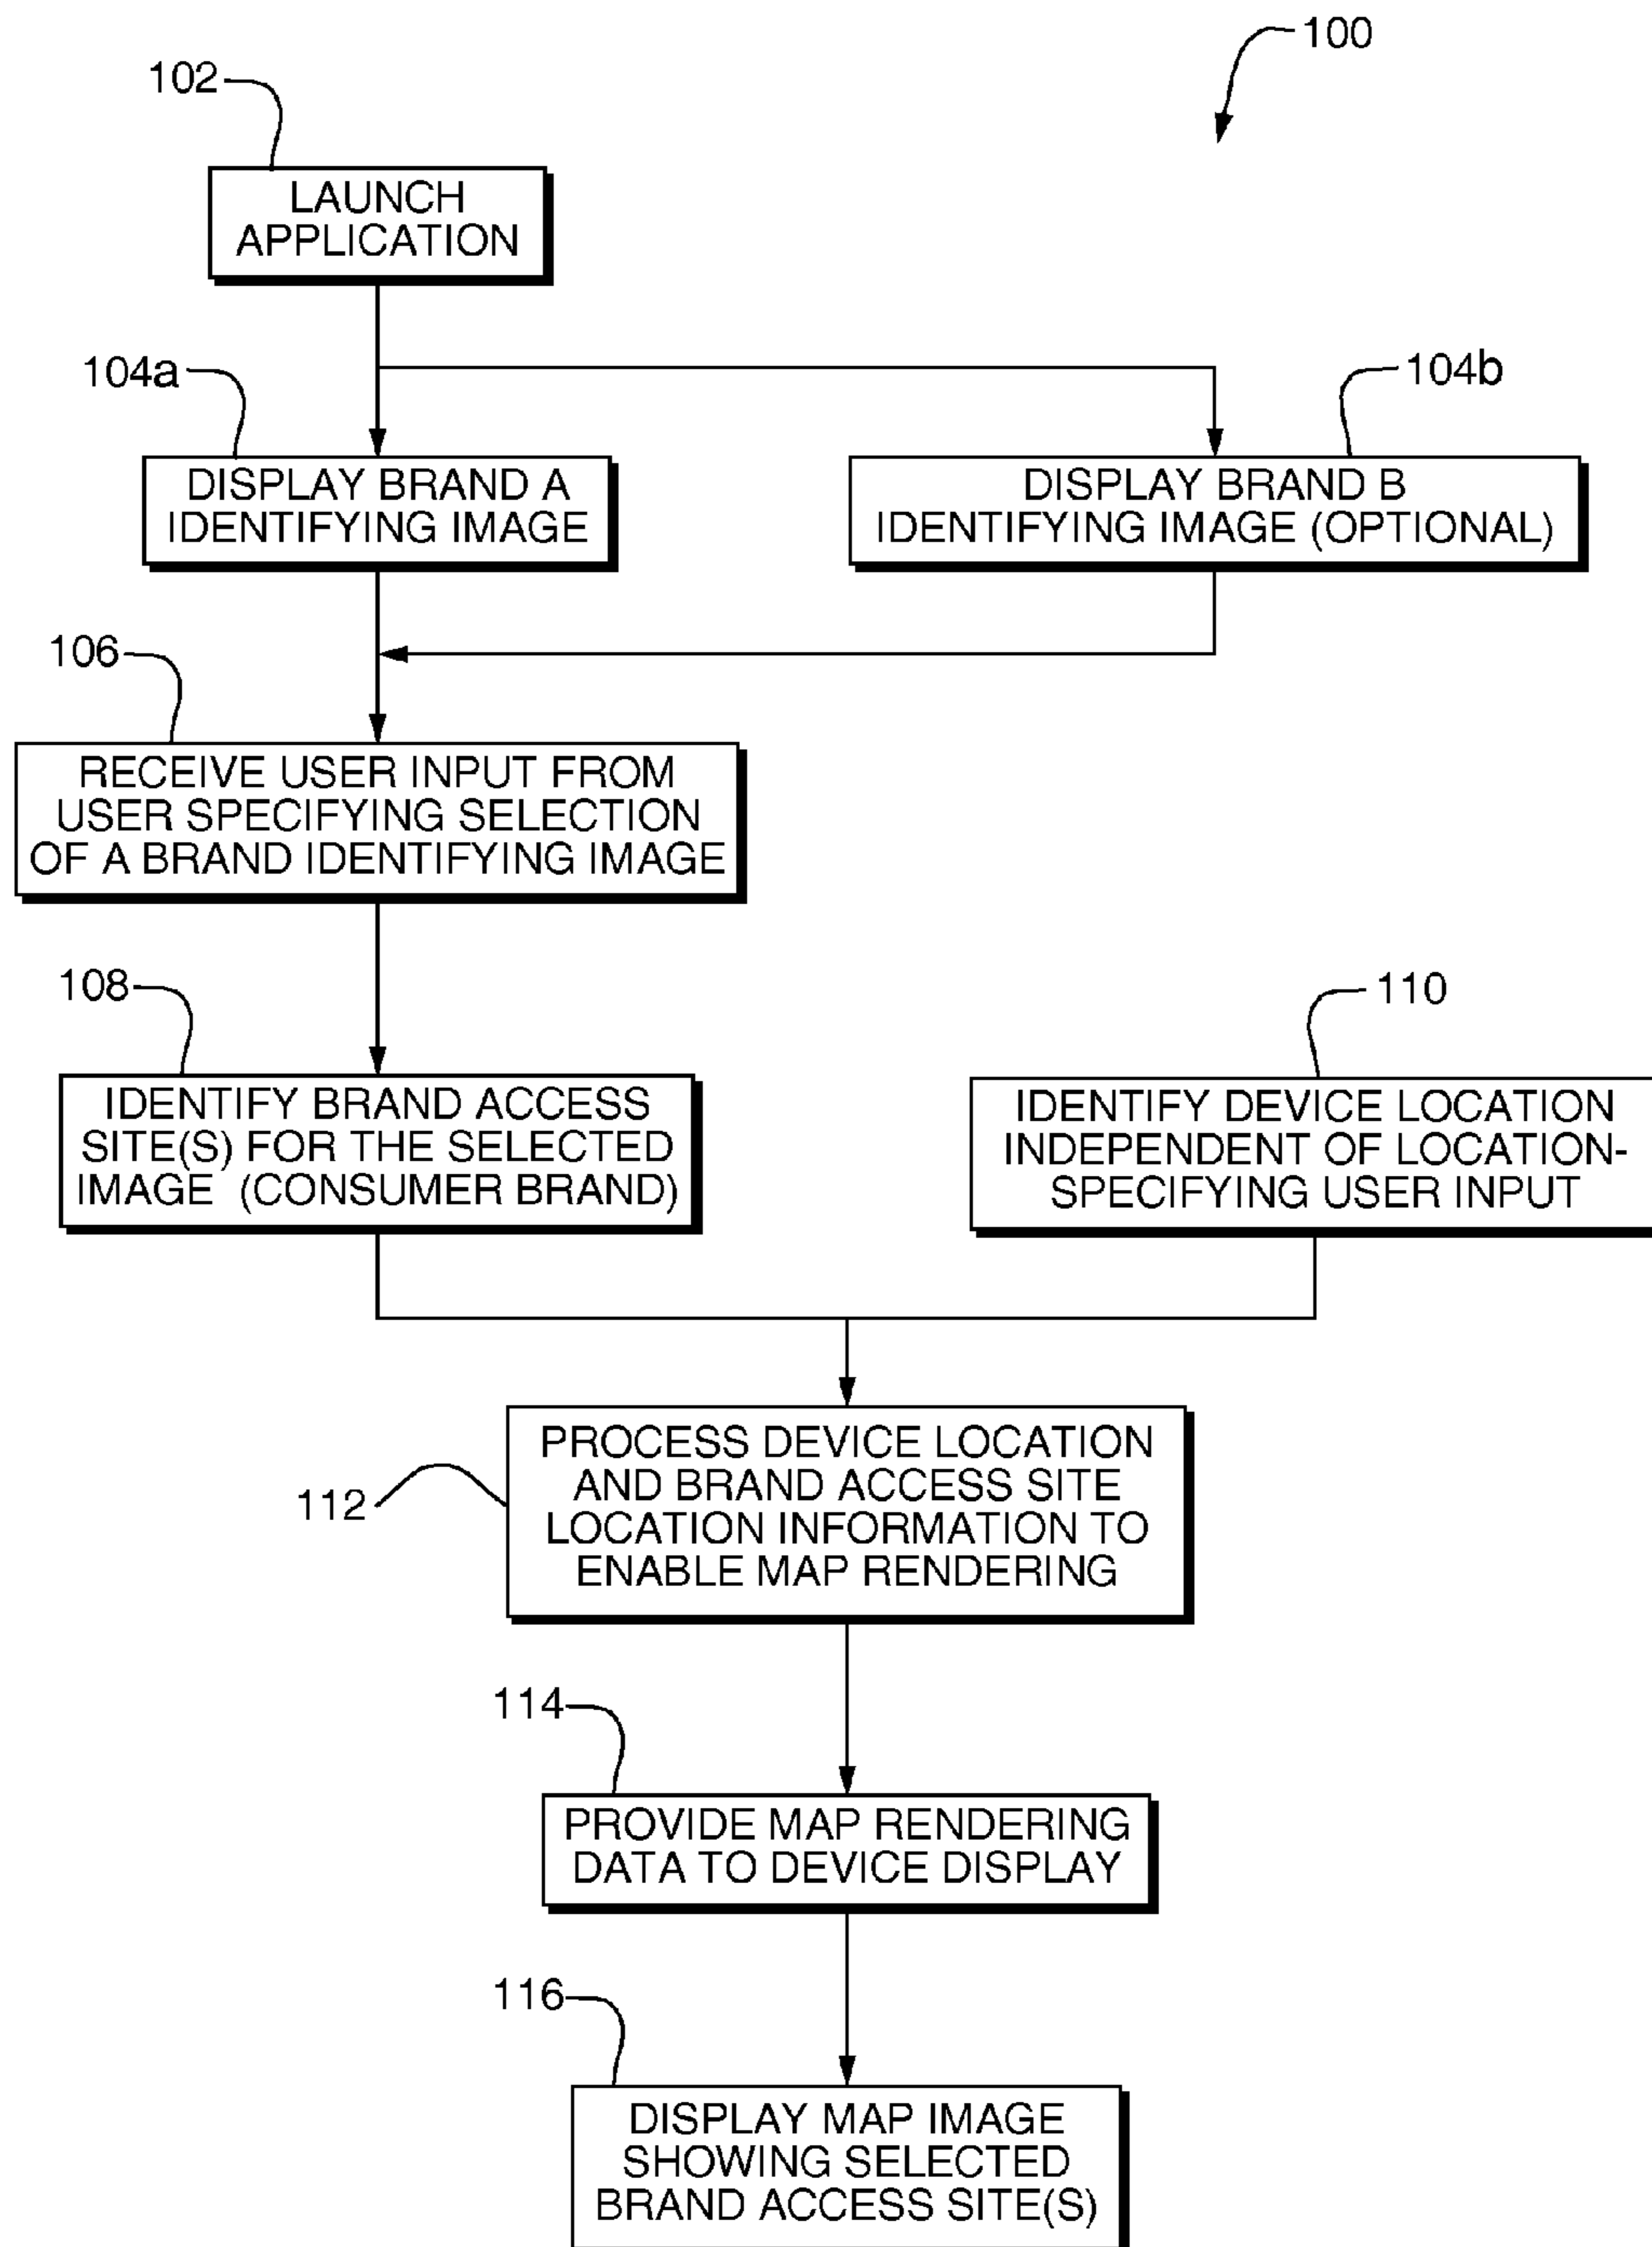 100
102
LAUNCH
APPLICATION
104a
104b
DISPLAY BRAND A
IDENTIFYING IMAGE
DISPLAY BRAND B
IDENTIFYING IMAGE (OPTIONAL)
106
RECEIVE USER INPUT FROM
USER SPECIFYING SELECTION
OF A BRAND IDENTIFYING IMAGE
108
110
IDENTIFY BRAND ACCESS
SITE(S) FOR THE SELECTED
IMAGE (CONSUMER BRAND)
IDENTIFY DEVICE LOCATION
INDEPENDENT OF LOCATION-
SPECIFYING USER INPUT
112
PROCESS DEVICE LOCATION
AND BRAND ACCESS SITE
LOCATION INFORMATION TO
ENABLE MAP RENDERING
114
PROVIDE MAP RENDERING
DATA TO DEVICE DISPLAY
116
DISPLAY MAP IMAGE
SHOWING SELECTED
BRAND ACCESS SITE(S)